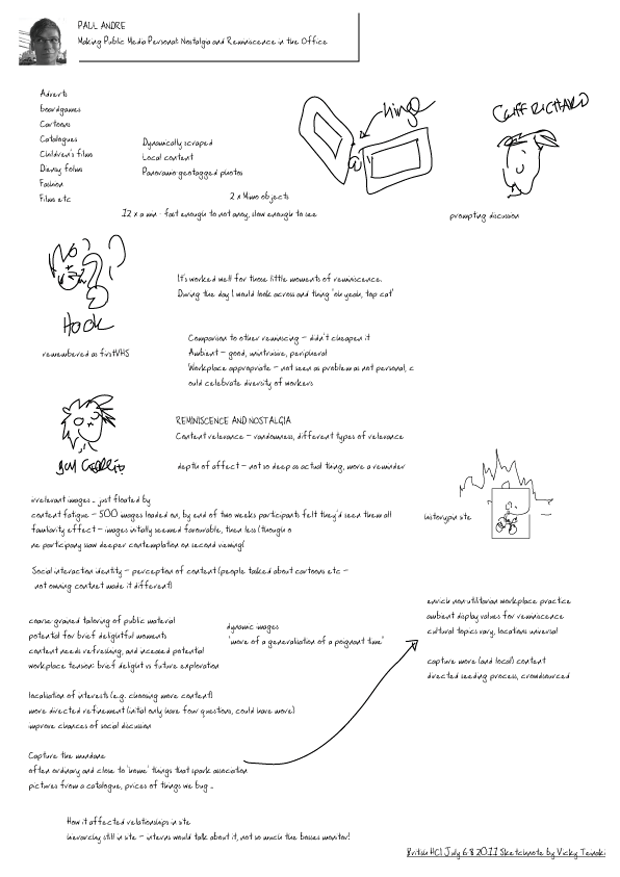 PAUL ANDRE
Making Public Media Personal: Nostalgia and Reminiscence in the Office
Adverts
boardgames
Cartoons
Catalogues
Children's films
Disney films
Fashion
Films etc
Dynamically scraped
Local content
Panoramio geotagged photos
2 x Mimo objects
12 x a min - fast enough to not annoy, slow enough to see
hinge
CLIFF RICHARD
prompting discussion
Hook
remembered as first VHS
It's worked well for those little moments of reminiscence.
During the day I would look across and thing 'oh yeah, top cat'
Comparison to other reminiscing - didn't cheapen it
Ambient - good, unintrusive, peripheral
Workplace appropriate - not seen as problem as not personal, c
ould celebrate diversity of workers
REMINISCENCE AND NOSTALGIA
Content relevance - randomness, different types of relevance
depth of affect - not so deep as actual thing, more a reminder
irrelevant images - just floated by
content fatigue - 500 images loaded on, by end of two weeks participants felt they'd seen them all
familiarity effect - images initially seemed favourable, then less (though o
ne participany saw deeper contemplation on second viewing)
historypin site
Social interaction identity - perception of content (people talked about cartoons etc -
not owning contact made it different)
coarse grained tailoring of public material
potential for brief delightful moments
content needs refreshing, and increased potential
workplace tension: brief delight vs future exploration
dynamic images
'more of a generalisation of a poignant time'
enrich non utilitarian workplace practice
ambient display values for reminiscence
cultural topics vary, locations universal
capture more (and local) content
directed seeding process, crowdsourced
localisation of interests (e.g. choosing more content)
more directed refinement (initial only have four questions, could have more)
improve chances of social discussion
Capture the mundane
often ordinary and close to 'home' things that spark association
pictures from a catalogue, prices of things we bug -
How it affected relationships in site
hierarchy still in site - interns would talk about it, not so much the bosses monitor!
British HCI July 6 8 2011 Sketchnote by Vicky Teinaki